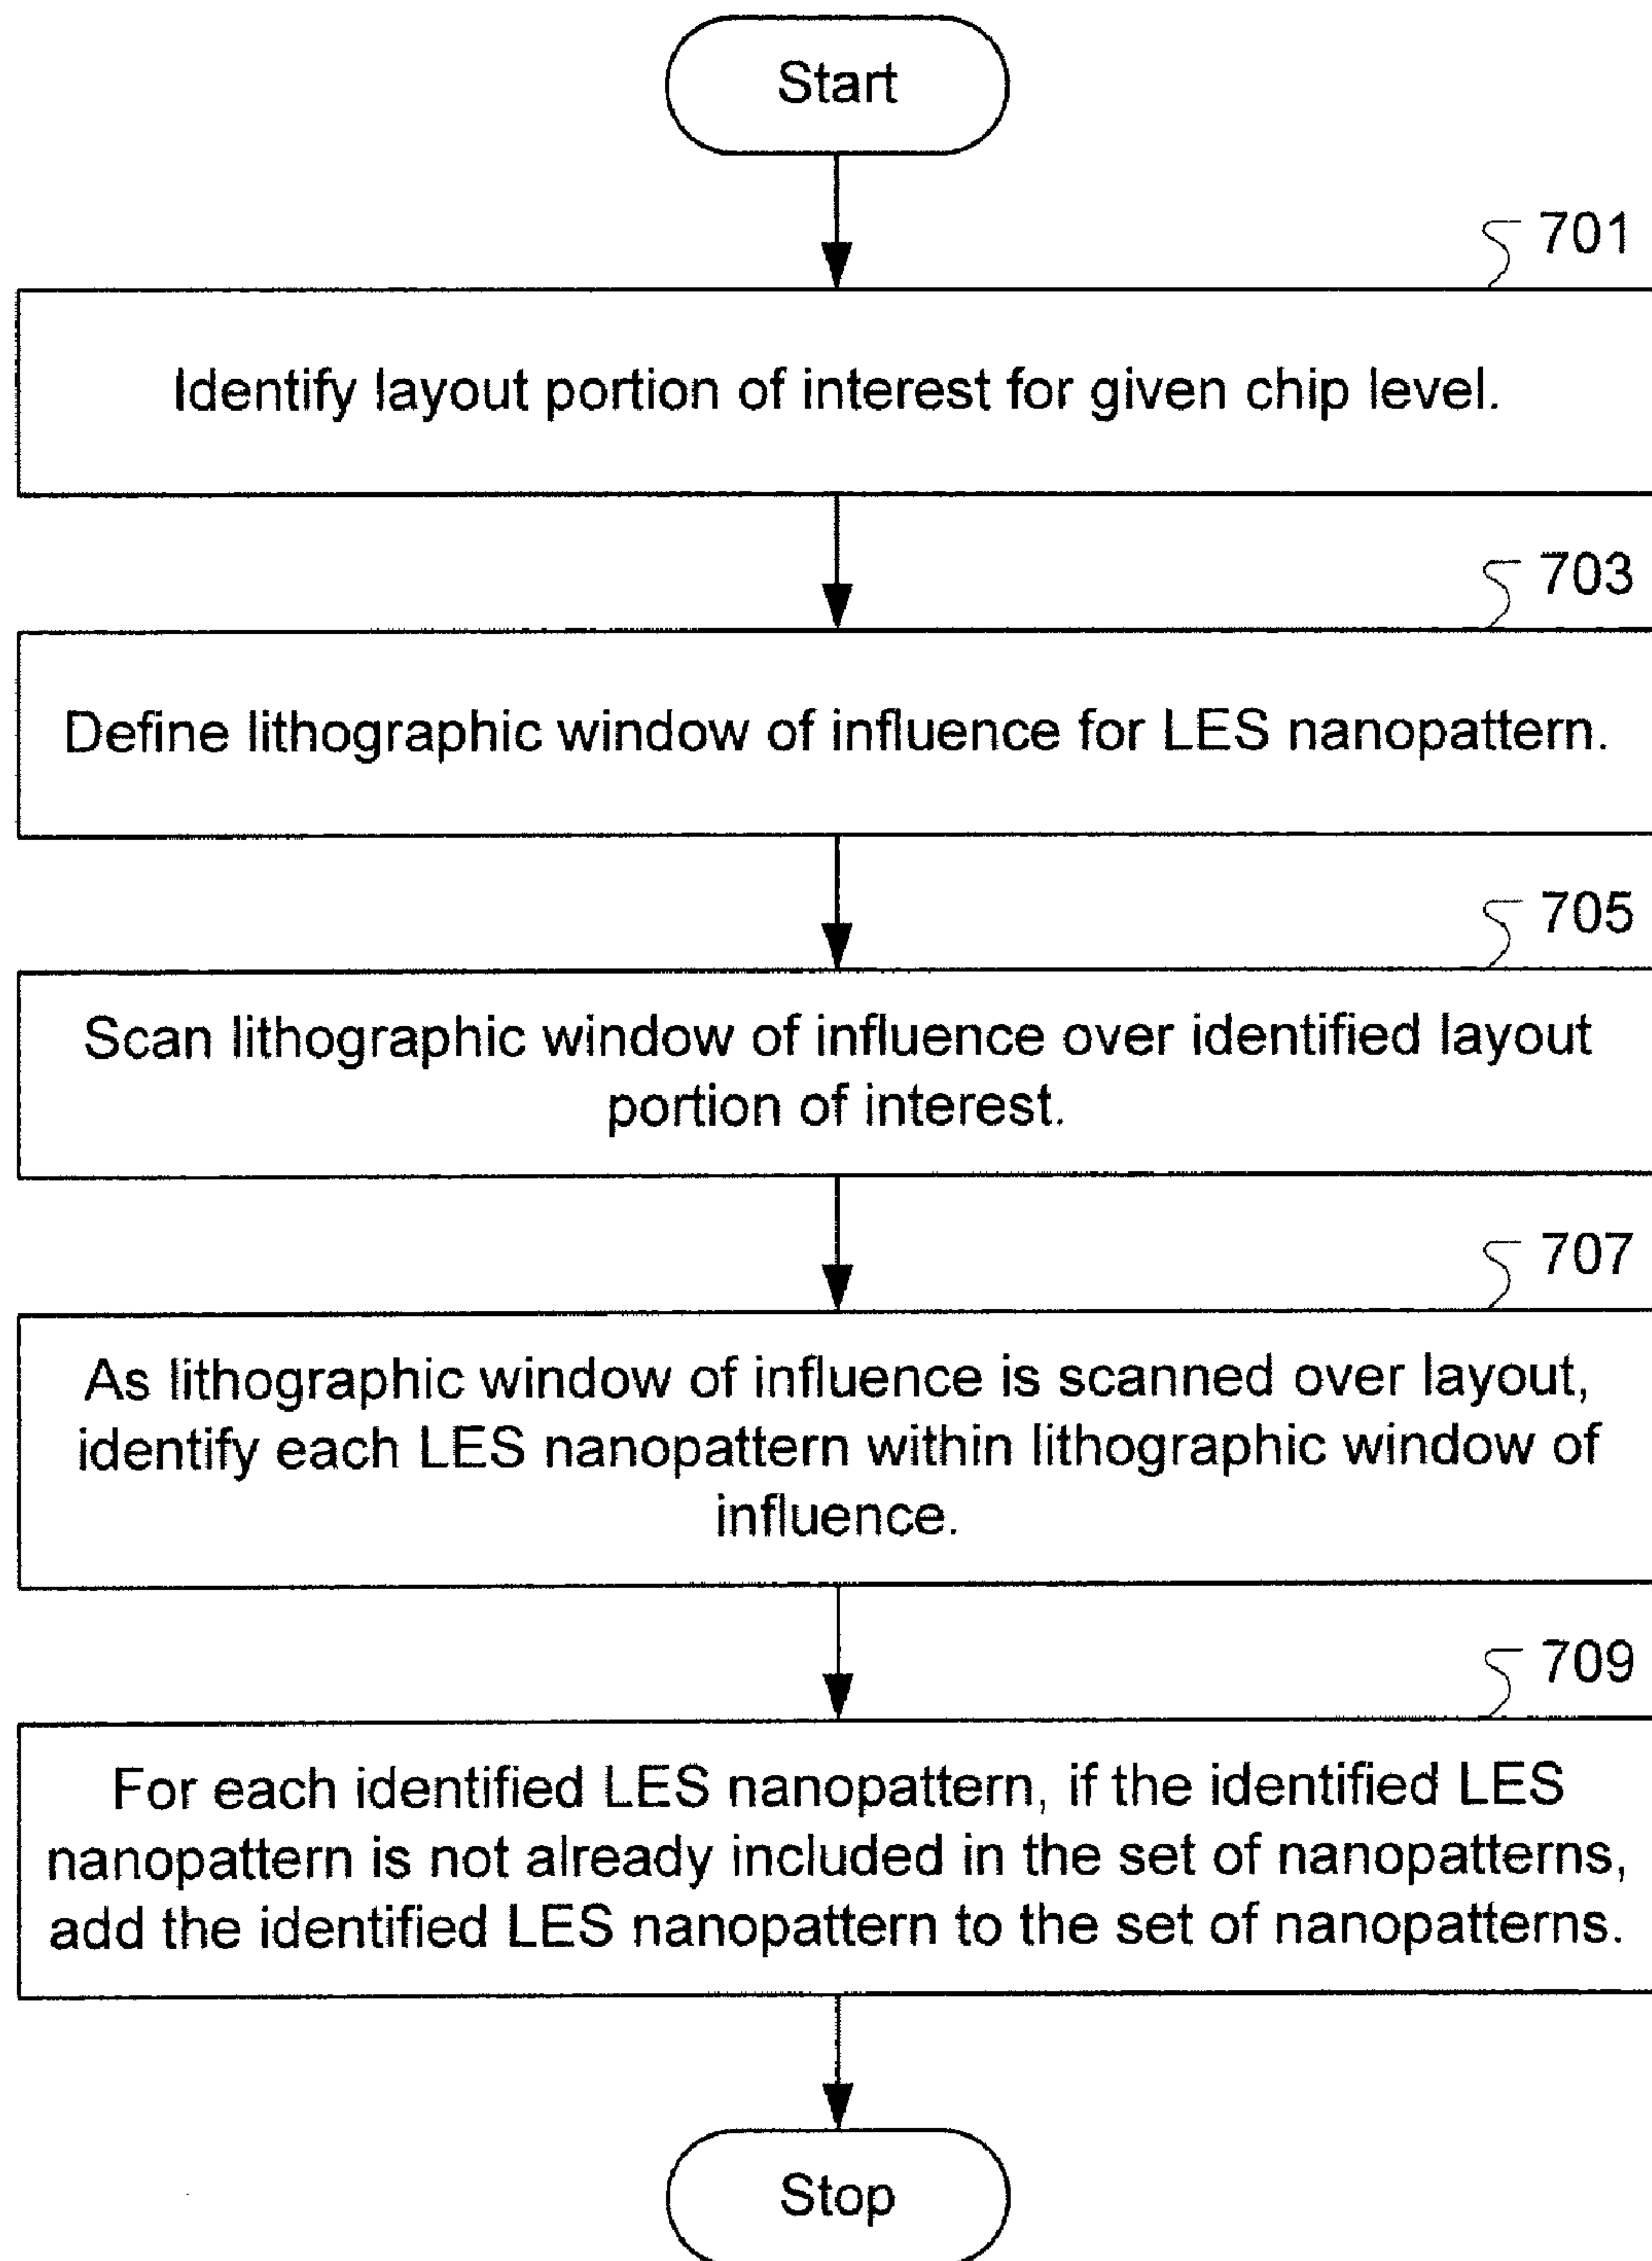 Start
701
Identify layout portion of interest for given chip level.
703
Define lithographic window of influence for LES nanopattern.
705
Scan lithographic window of influence over identified layout
portion of interest.
707
As lithographic window of influence is scanned over layout,
identify each LES nanopattern within lithographic window of
influence.
709
For each identified LES nanopattern, if the identified LES
nanopattern is not already included in the set of nanopatterns,
add the identified LES nanopattern to the set of nanopatterns.
Stop